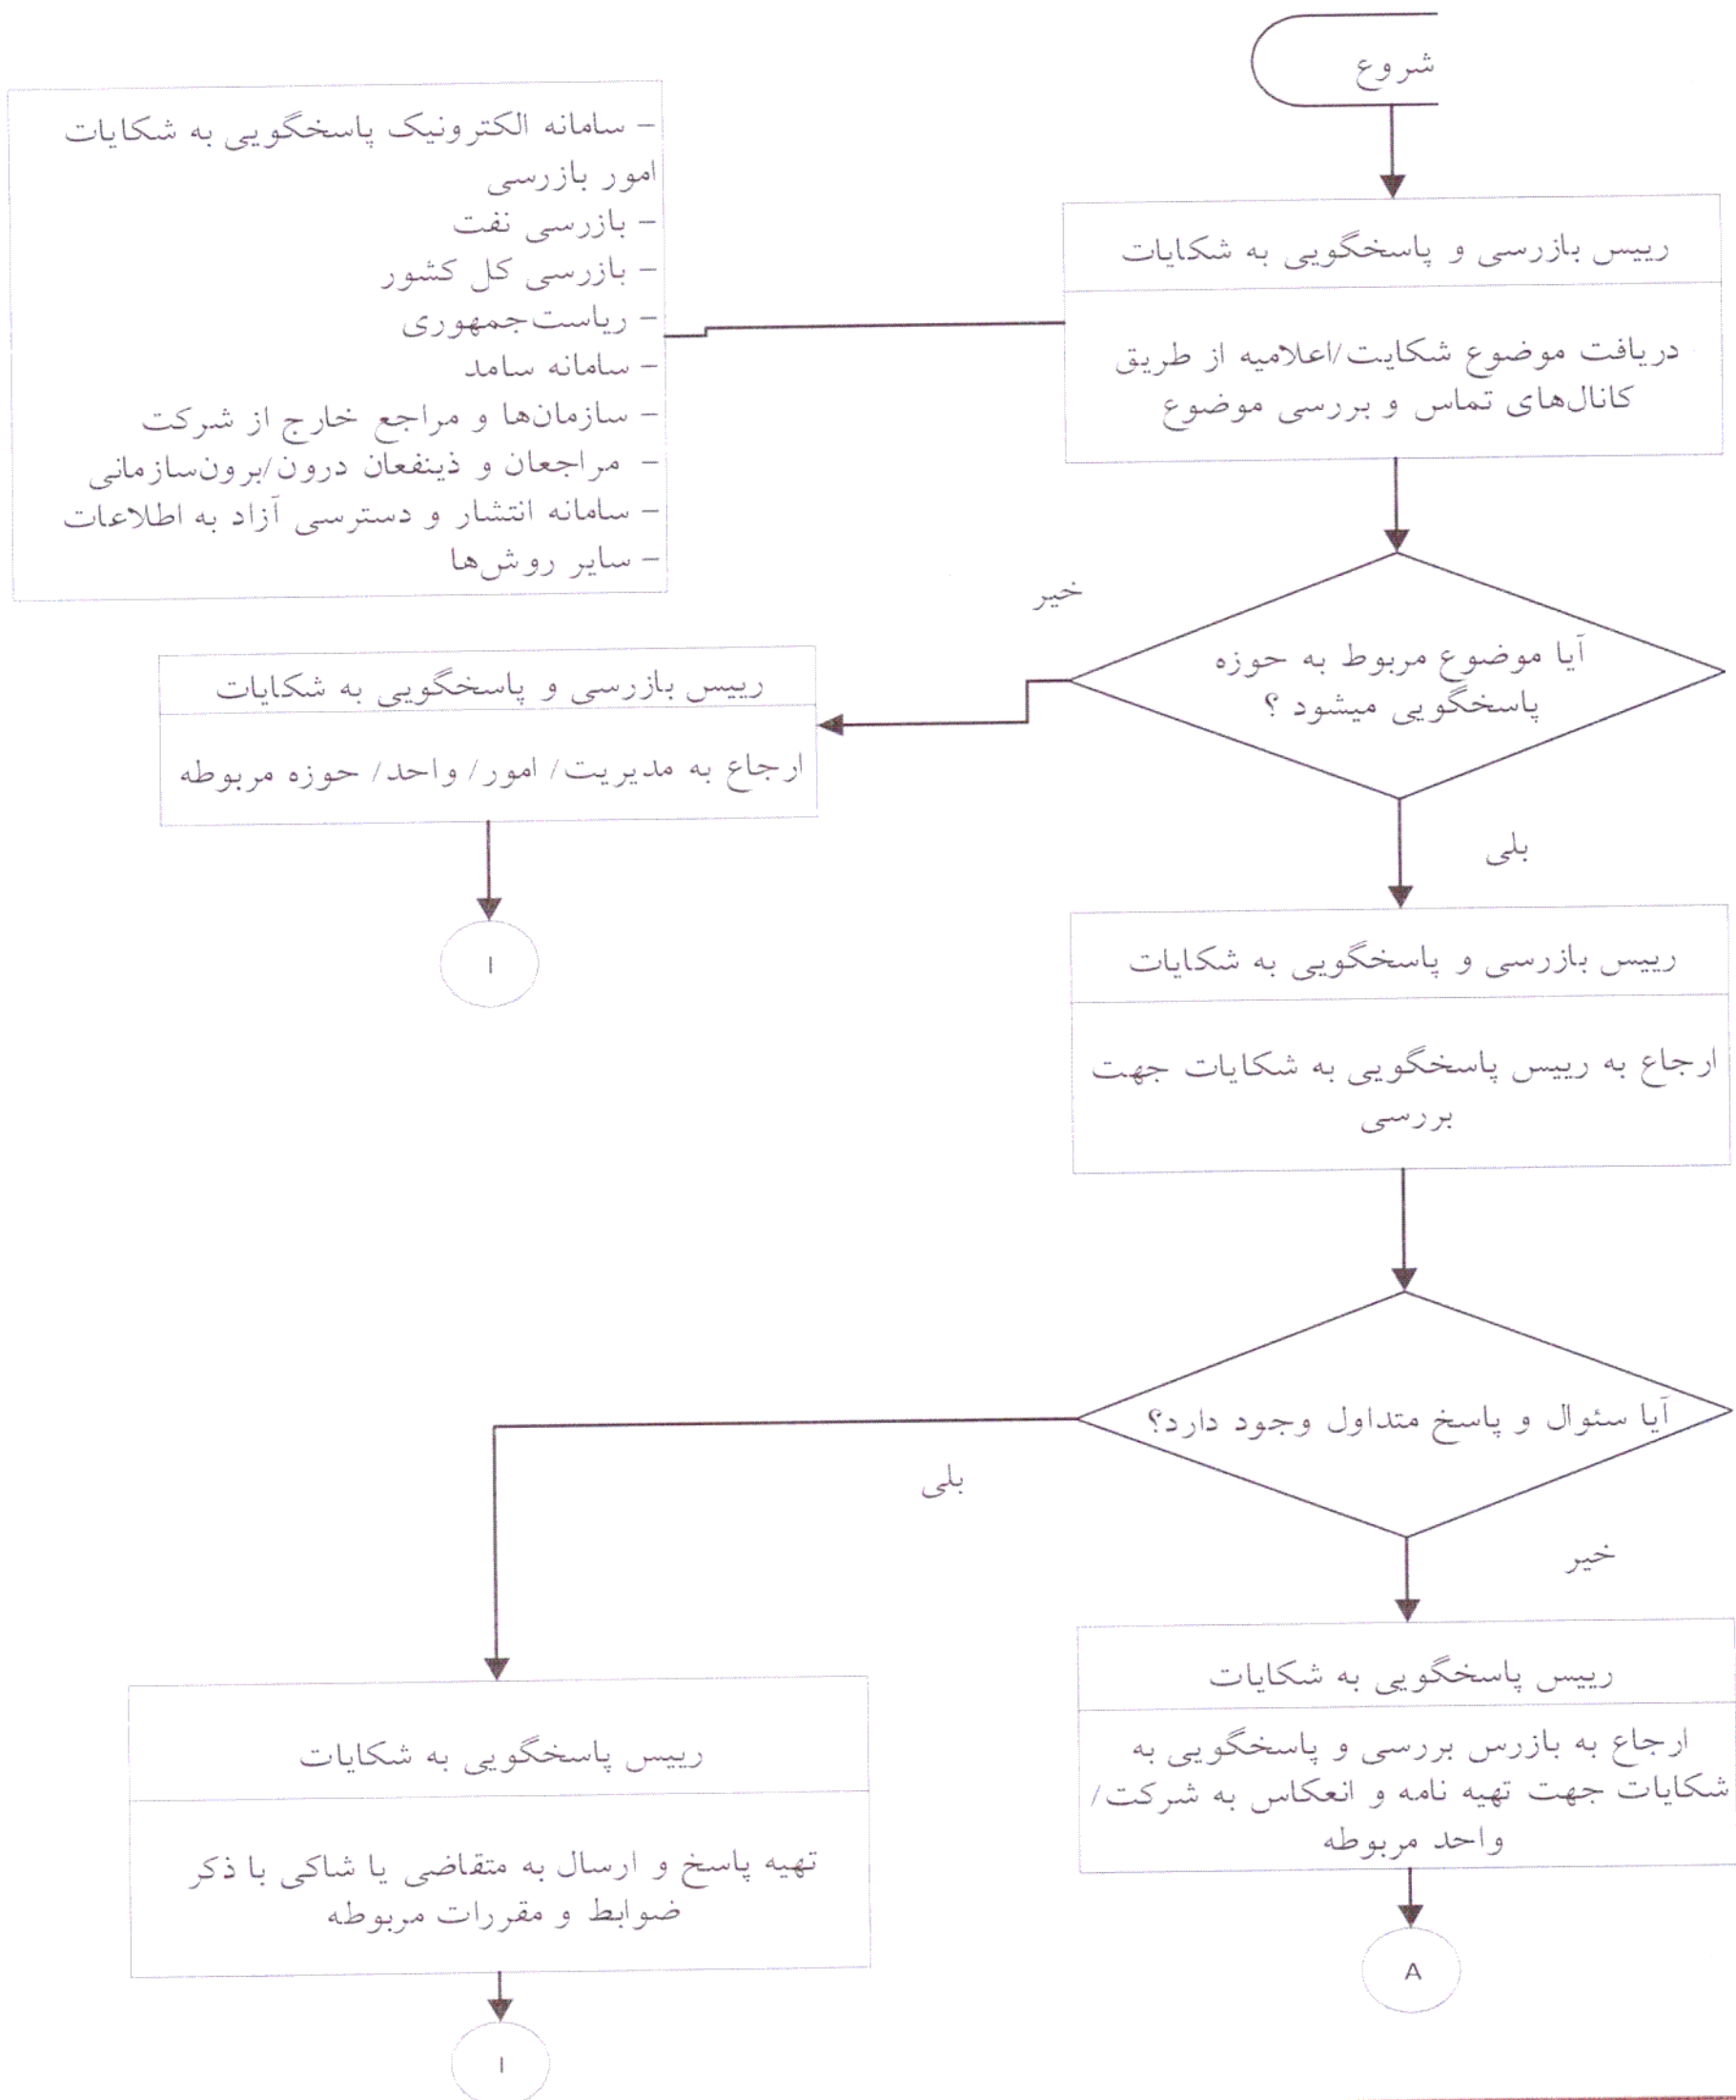 شروع
رییس بازرسی و پاسخگویی به شکایات
دریافت موضوع شکایت/اعلامیه از طریق
کانال‌های تماس و بررسی موضوع
– سامانه الکترونیک پاسخگویی به شکایات
امور بازرسی
– بازرسی نفت
– بازرسی کل کشور
– ریاست‌جمهوری
– سامانه سامد
– سازمان‌ها و مراجع خارج از شرکت
– مراجعان و ذینفعان درون/برون‌سازمانی
– سامانه انتشار و دسترسی آزاد به اطلاعات
– سایر روش‌ها
آیا موضوع مربوط به حوزه
پاسخگویی میشود ؟
خیر
رییس بازرسی و پاسخگویی به شکایات
ارجاع به مدیریت/ امور/ واحد/ حوزه مربوطه
I
بلی
رییس بازرسی و پاسخگویی به شکایات
ارجاع به رییس پاسخگویی به شکایات جهت
بررسی
آیا سئوال و پاسخ متداول وجود دارد؟
بلی
خیر
رییس پاسخگویی به شکایات
ارجاع به بازرس بررسی و پاسخگویی به
شکایات جهت تهیه نامه و انعکاس به شرکت/
واحد مربوطه
A
رییس پاسخگویی به شکایات
تهیه پاسخ و ارسال به متقاضی یا شاکی با ذکر
ضوابط و مقررات مربوطه
I